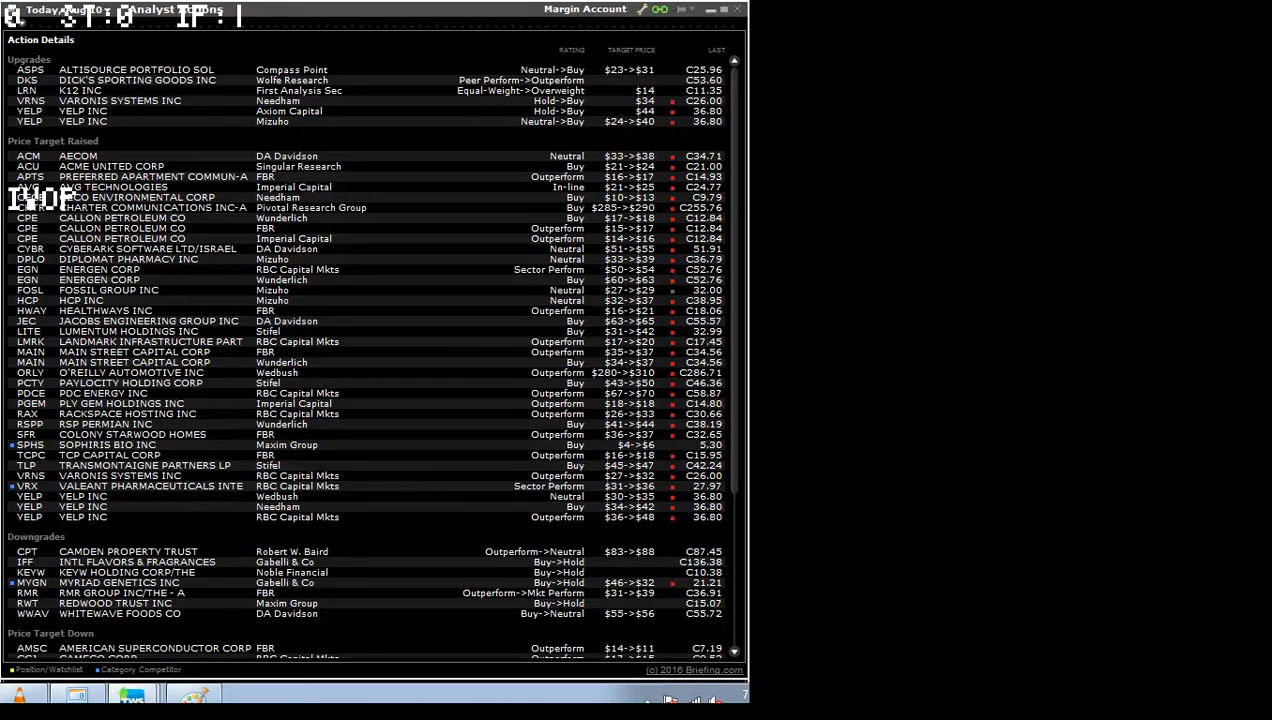 0 ST:0 IF:1
Today, Aug 10 Analyst Actions Margin Account
Action Details
RATING TARGET PRICE LAST
Upgrades
ASPS ALTISOURCE PORTFOLIO SOL Compass Point Neutral->Buy $23->$31 C25.96
DKS DICK'S SPORTING GOODS INC Wolfe Research Peer Perform->Outperform C53.60
LRN K12 INC First Analysis Sec Equal-Weight->Overweight $14 C11.35
VRNS VARONIS SYSTEMS INC Needham Hold->Buy $34 C26.00
YELP YELP INC Axiom Capital Hold->Buy $44 36.80
YELP YELP INC Mizuho Neutral->Buy $24->$40 36.80
Price Target Raised
ACM AECOM DA Davidson Neutral $33->$38 C34.71
ACU ACME UNITED CORP Singular Research Buy $21->$24 C21.00
APTS PREFERRED APARTMENT COMMUN-A FBR Outperform $16->$17 C14.93
AVG AVG TECHNOLOGIES Imperial Capital In-line $21->$25 C24.77
CECO ENVIRONMENTAL CORP Needham Buy $10->$13 C9.79
CHARTER COMMUNICATIONS INC-A Pivotal Research Group Buy $285->$290 C255.76
CPE CALLON PETROLEUM CO Wunderlich Buy $17->$18 C12.84
CPE CALLON PETROLEUM CO FBR Outperform $15->$17 C12.84
CPE CALLON PETROLEUM CO Imperial Capital Outperform $14->$16 C12.84
CYBR CYBERARK SOFTWARE LTD/ISRAEL DA Davidson Neutral $51->$55 51.91
DPLO DIPLOMAT PHARMACY INC Mizuho Neutral $33->$39 C36.79
EGN ENERGEN CORP RBC Capital Mkts Sector Perform $50->$54 C52.76
EGN ENERGEN CORP Wunderlich Buy $60->$63 C52.76
FOSL FOSSIL GROUP INC Mizuho Neutral $27->$29 32.00
HCP HCP INC Mizuho Neutral $32->$37 C38.95
HWAY HEALTHWAYS INC FBR Outperform $16->$21 C18.06
JEC JACOBS ENGINEERING GROUP INC DA Davidson Buy $63->$65 C55.57
LITE LUMENTUM HOLDINGS INC Stifel Buy $31->$42 32.99
LMRK LANDMARK INFRASTRUCTURE PART RBC Capital Mkts Outperform $17->$20 C17.45
MAIN MAIN STREET CAPITAL CORP FBR Outperform $35->$37 C34.56
MAIN MAIN STREET CAPITAL CORP Wunderlich Buy $34->$37 C34.56
ORLY O'REILLY AUTOMOTIVE INC Wedbush Outperform $280->$310 C286.71
PCTY PAYLOCITY HOLDING CORP Stifel Buy $43->$50 C46.36
PDCE PDC ENERGY INC RBC Capital Mkts Outperform $67->$70 C58.87
PGEM PLY GEM HOLDINGS INC Imperial Capital Outperform $18->$18 C14.80
RAX RACKSPACE HOSTING INC RBC Capital Mkts Outperform $26->$33 C30.66
RSPP RSP PERMIAN INC Wunderlich Buy $41->$44 C38.19
SFR COLONY STARWOOD HOMES FBR Outperform $36->$37 C32.65
SPHS SOPHIRIS BIO INC Maxim Group Buy $4->$6 5.30
TCPC TCP CAPITAL CORP FBR Outperform $16->$18 C15.95
TLP TRANSMONTAIGNE PARTNERS LP Stifel Buy $45->$47 C42.24
VRNS VARONIS SYSTEMS INC RBC Capital Mkts Outperform $27->$32 C26.00
VRX VALEANT PHARMACEUTICALS INTE RBC Capital Mkts Sector Perform $31->$36 27.97
YELP YELP INC Wedbush Neutral $30->$35 36.80
YELP YELP INC Needham Buy $34->$42 36.80
YELP YELP INC RBC Capital Mkts Outperform $36->$48 36.80
Downgrades
CPT CAMDEN PROPERTY TRUST Robert W. Baird Outperform->Neutral $83->$88 C87.45
IFF INTL FLAVORS & FRAGRANCES Gabelli & Co Buy->Hold C136.38
KEYW KEYW HOLDING CORP/THE Noble Financial Buy->Hold C10.38
MYGN MYRIAD GENETICS INC Gabelli & Co Buy->Hold $46->$32 21.21
RMR RMR GROUP INC/THE - A FBR Outperform->Mkt Perform $31->$39 C36.91
RWT REDWOOD TRUST INC Maxim Group Buy->Hold C15.07
WWAV WHITEWAVE FOODS CO DA Davidson Buy->Neutral $55->$56 C55.72
Price Target Down
AMSC AMERICAN SUPERCONDUCTOR CORP FBR Outperform $14->$11 C7.19
Position/Watchlist Category Competitor (c) 2016 Briefing.com
TWS 7